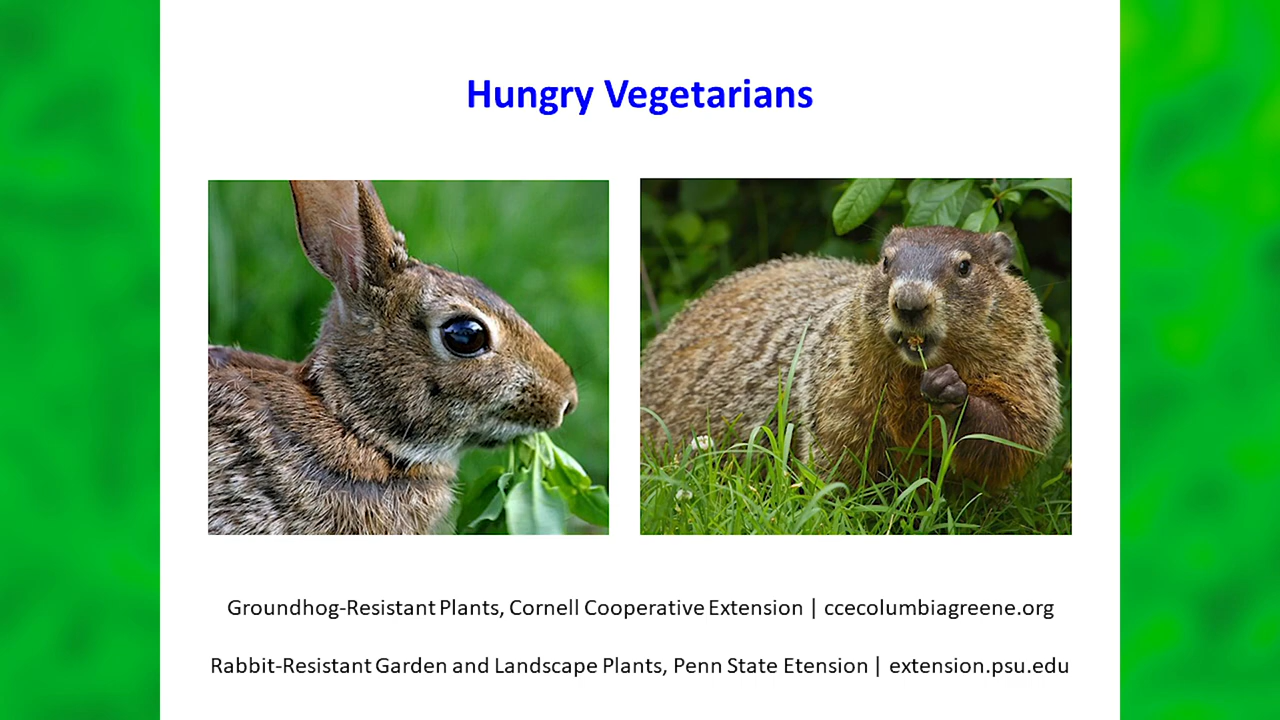 Hungry Vegetarians
Groundhog-Resistant Plants, Cornell Cooperative Extension | ccecolumbiagreene.org
Rabbit-Resistant Garden and Landscape Plants, Penn State Etension | extension.psu.edu